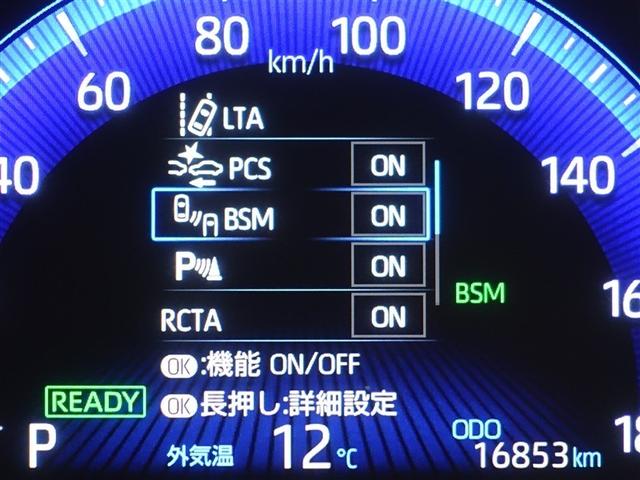 80 100
km/h
60 120
LTA
40 140
PCS ON
BSM ON
P ON
BSM
RCTA ON
OK:機能 ON/OFF
READY
OK長押し:詳細設定
P 外気温 12℃ ODO 16853km